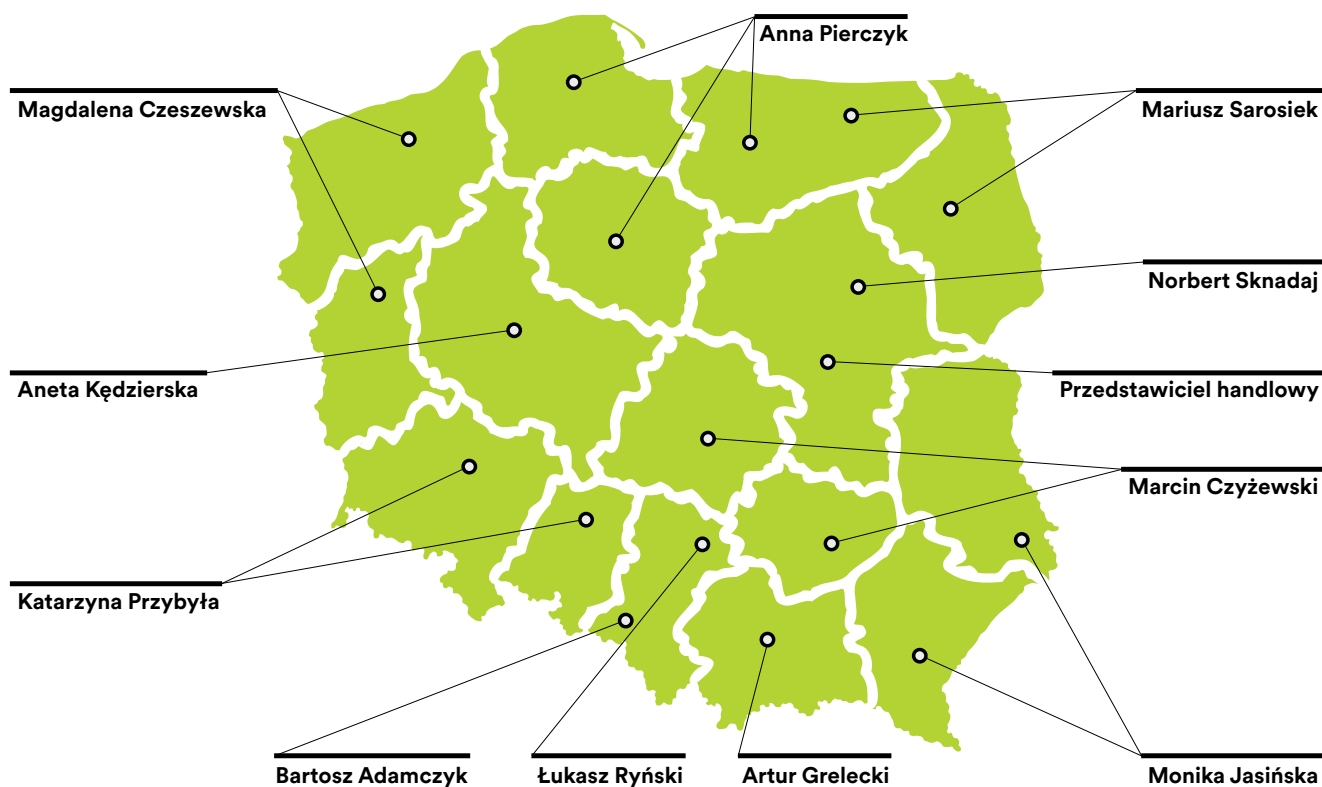 Anna Pierczyk
Magdalena Czeszewska
Mariusz Sarosiek
Norbert Sknadaj
Aneta Kędzierska
Przedstawiciel handlowy
Marcin Czyżewski
Katarzyna Przybyła
Bartosz Adamczyk
Łukasz Ryński
Artur Grelecki
Monika Jasińska